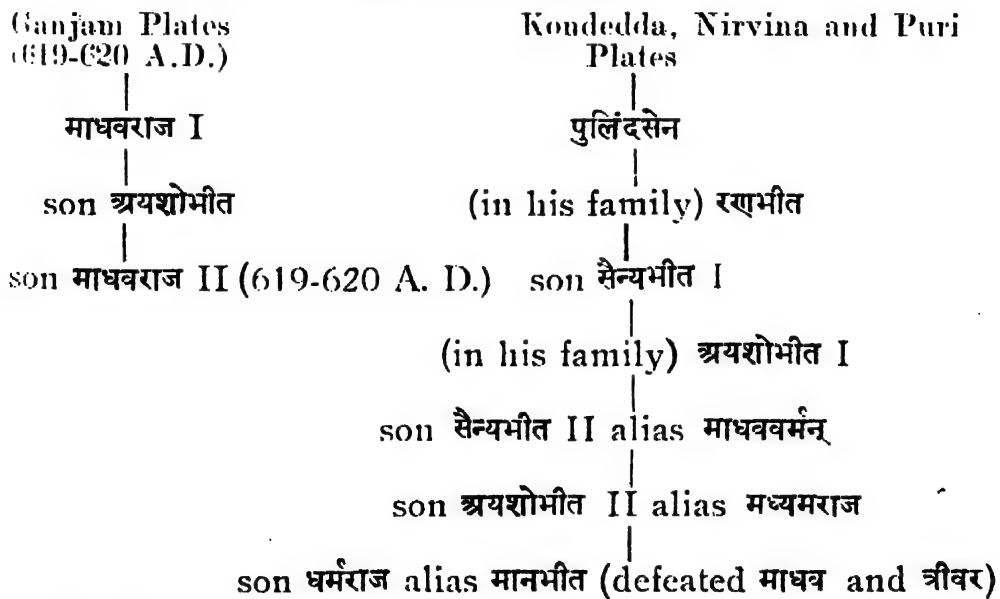 Ganjam Plates
(619-620 A.D.)
माधवराज I
son अयशोभीत
son माधवराज II (619-620 A. D.)
Kondedda, Nirvina and Puri
Plates
पुलिंदसेन
(in his family) रणभीत
son सैन्यभीत I
(in his family) अयशोभीत I
son सैन्यभीत II alias माधववर्मन्
son अयशोभीत II alias मध्यमराज
son धर्मराज alias मानभीत (defeated माधव and त्रीवर)